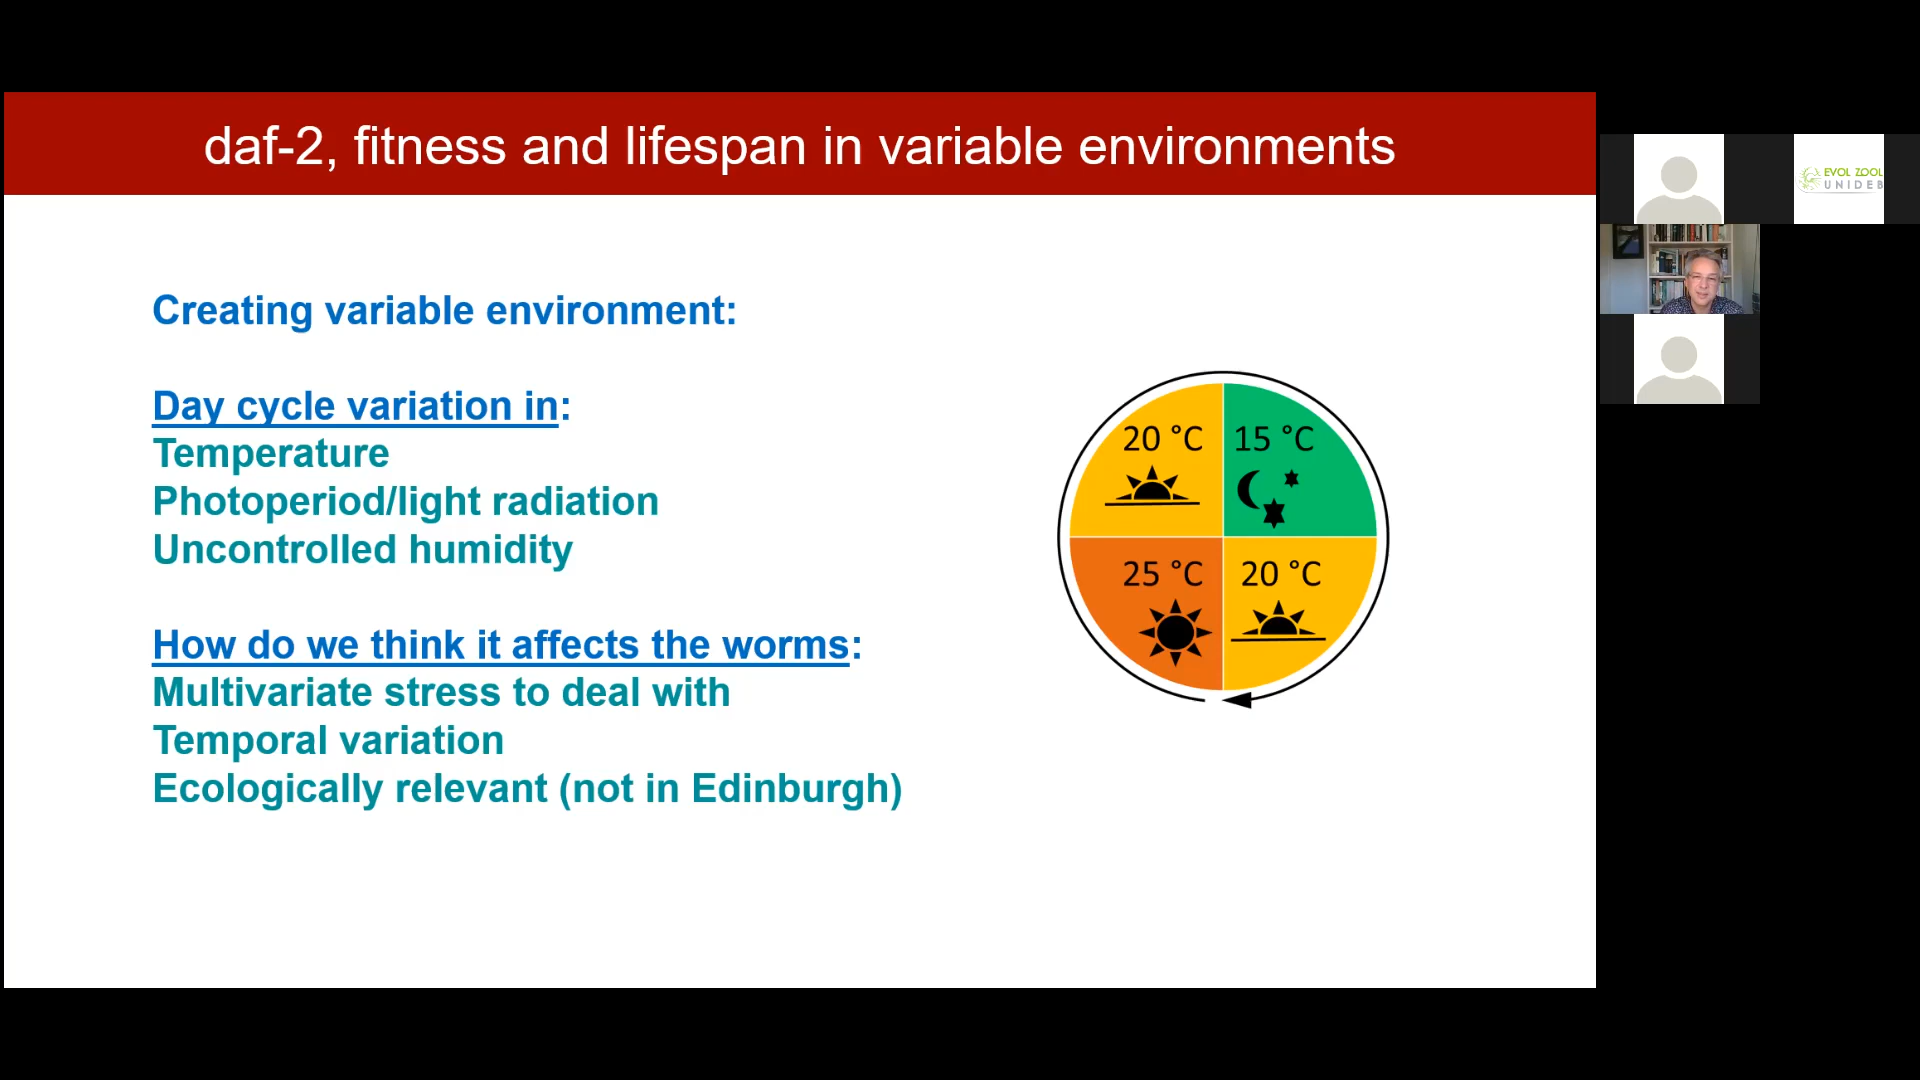 daf-2, fitness and lifespan in variable environments
Creating variable environment:
Day cycle variation in:
Temperature
Photoperiod/light radiation
Uncontrolled humidity
How do we think it affects the worms:
Multivariate stress to deal with
Temporal variation
Ecologically relevant (not in Edinburgh)
20 °C
15 °C
25 °C
20 °C
EVOL ZOOL
UNIDEB